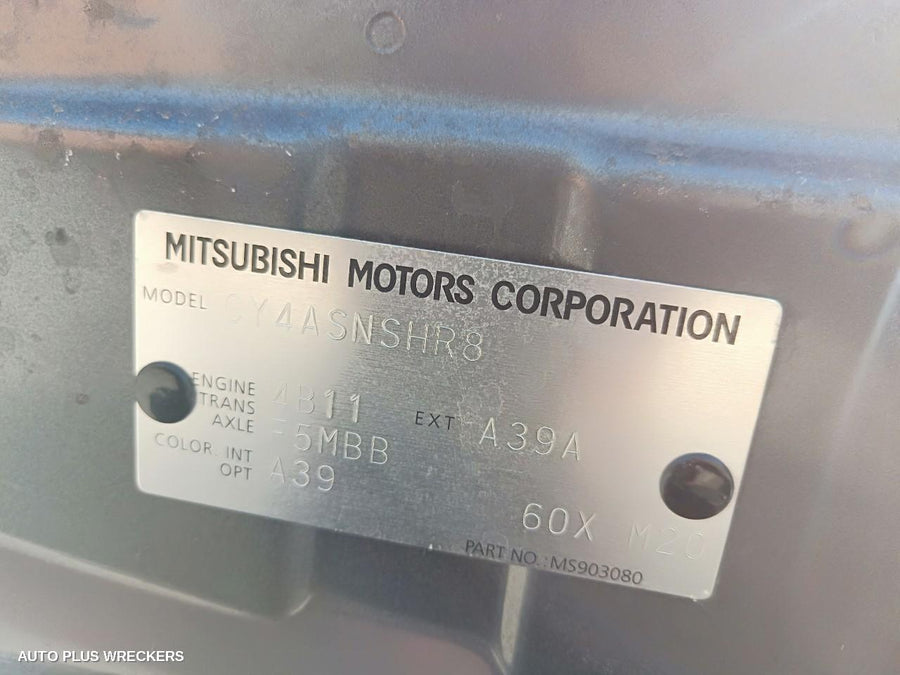 MITSUBISHI MOTORS CORPORATION
MODEL CY4ASNSHR8
ENGINE 4B11 EXT A39A
TRANS
AXLE -5MBB
COLOR. INT
OPT A39
60X M20
PART NO.:MS903080
AUTO PLUS WRECKERS